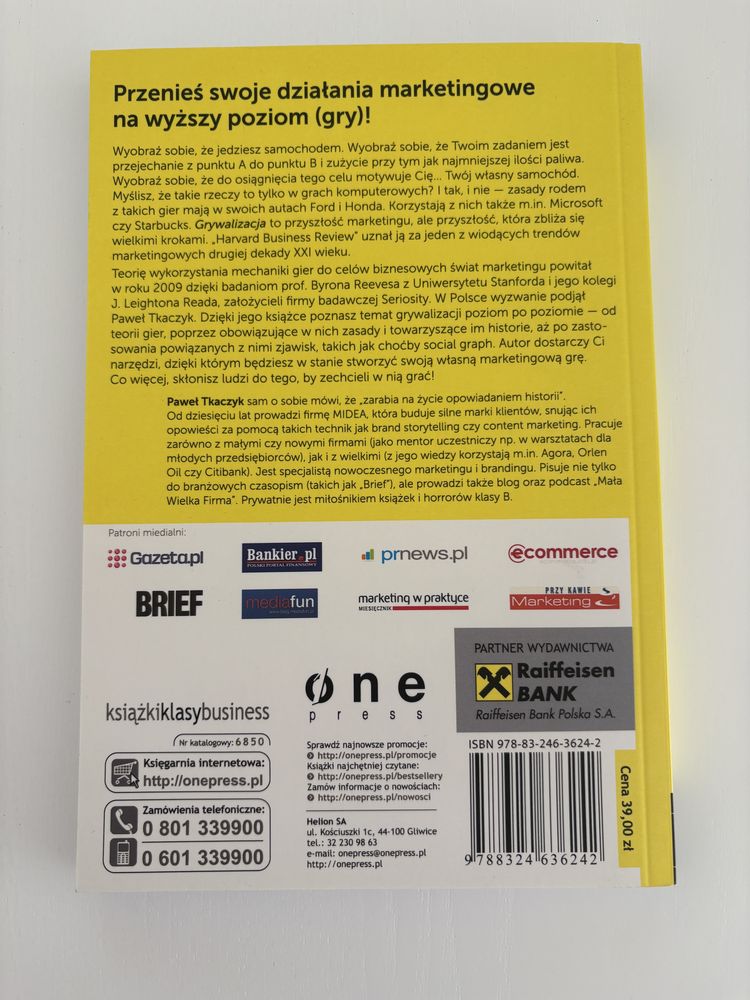 Przenieś swoje działania marketingowe
na wyższy poziom (gry)!
Wyobraź sobie, że jedziesz samochodem. Wyobraź sobie, że Twoim zadaniem jest
przejechanie z punktu A do punktu B i zużycie przy tym jak najmniejszej ilości paliwa.
Wyobraź sobie, że do osiągnięcia tego celu motywuje Cię... Twój własny samochód.
Myślisz, że takie rzeczy to tylko w grach komputerowych? I tak, i nie — zasady rodem
z takich gier mają w swoich autach Ford i Honda. Korzystają z nich także m.in. Microsoft
czy Starbucks. Grywalizacja to przyszłość marketingu, ale przyszłość, która zbliża się
wielkimi krokami. „Harvard Business Review” uznał ją za jeden z wiodących trendów
marketingowych drugiej dekady XXI wieku.
Teorię wykorzystania mechaniki gier do celów biznesowych świat marketingu powitał
w roku 2009 dzięki badaniom prof. Byrona Reevesa z Uniwersytetu Stanforda i jego kolegi
J. Leightona Reada, założycieli firmy badawczej Seriosity. W Polsce wyzwanie podjął
Paweł Tkaczyk. Dzięki jego książce poznasz temat grywalizacji poziom po poziomie — od
teorii gier, poprzez obowiązujące w nich zasady i towarzyszące im historie, aż po zasto-
sowania powiązanych z nimi zjawisk, takich jak choćby social graph. Autor dostarczy Ci
narzędzi, dzięki którym będziesz w stanie stworzyć swoją własną marketingową grę.
Co więcej, skłonisz ludzi do tego, by zechcieli w nią grać!
Paweł Tkaczyk sam o sobie mówi, że „zarabia na życie opowiadaniem historii”.
Od dziesięciu lat prowadzi firmę MIDEA, która buduje silne marki klientów, snując ich
opowieści za pomocą takich technik jak brand storytelling czy content marketing. Pracuje
zarówno z małymi czy nowymi firmami (jako mentor uczestniczy np. w warsztatach dla
młodych przedsiębiorców), jak i z wielkimi (z jego wiedzy korzystają m.in. Agora, Orlen
Oil czy Citibank). Jest specjalistą nowoczesnego marketingu i brandingu. Pisuje nie tylko
do branżowych czasopism (takich jak „Brief”), ale prowadzi także blog oraz podcast „Mała
Wielka Firma”. Prywatnie jest miłośnikiem książek i horrorów klasy B.
Patroni medialni:
Gazeta.pl
Bankier.pl
POLSKI PORTAL FINANSOWY
prnews.pl
ecommerce
BRIEF
mediafun
marketing w praktyce
MIESIĘCZNIK
PRZY KAWIE
Marketing
PARTNER WYDAWNICTWA
Raiffeisen
BANK
Raiffeisen Bank Polska S.A.
one
press
książkiklasybusiness
Nr katalogowy: 6850
Księgarnia internetowa:
http://onepress.pl
Zamówienia telefoniczne:
0 801 339900
0 601 339900
Sprawdź najnowsze promocje:
http://onepress.pl/promocje
Książki najchętniej czytane:
http://onepress.pl/bestsellery
Zamów informacje o nowościach:
http://onepress.pl/nowosci
Helion SA
ul. Kościuszki 1c, 44-100 Gliwice
tel.: 32 230 98 63
e-mail: onepress@onepress.pl
http://onepress.pl
ISBN 978-83-246-3624-2
9 788324 636242
Cena 39,00 zł